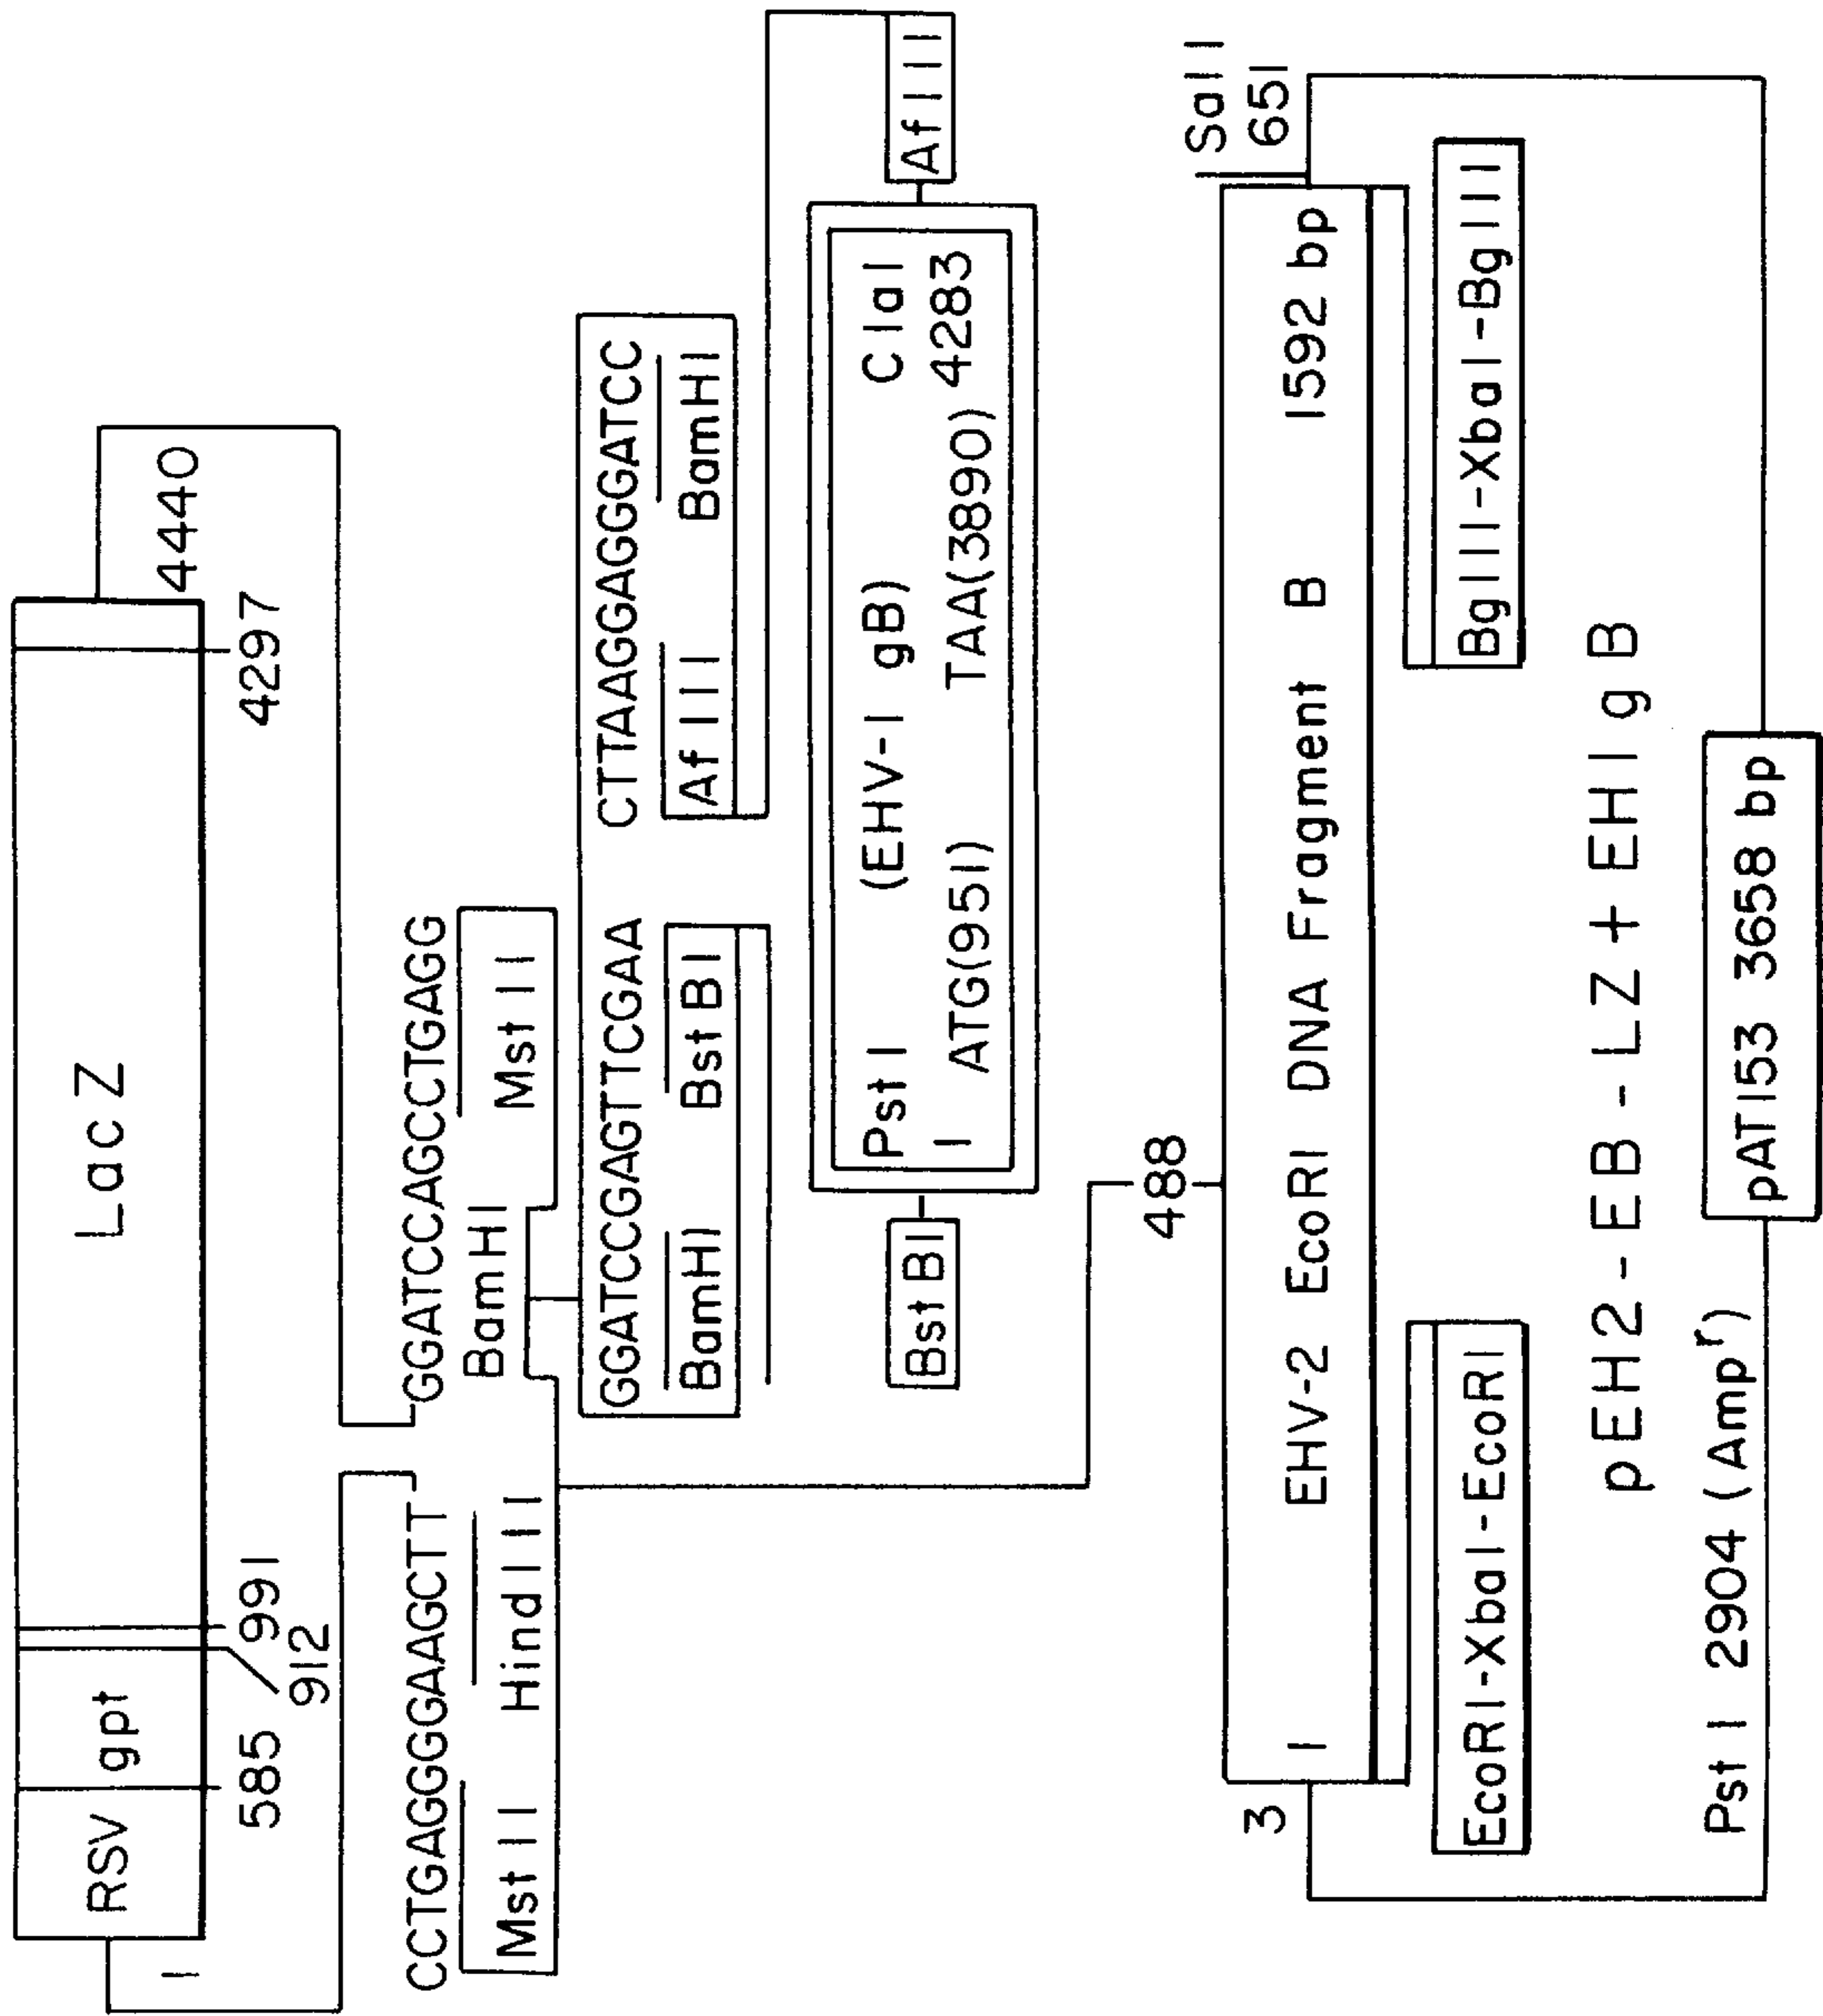 RSV gpt LacZ
1 585 / 991 4297 4440
912
CCTGAGGGGAAGCTT GGATCCAGCCTGAGG
MstII HindIII BamHI MstII
GGATCCGAGTTCGAA CTTAAGGAGGGATCC
BamHI BstBI AflII BamHI
BstBI PstI (EHV-1 gB) ClaI AflII
1 ATG(951) TAA(3890) 4283
488
3 SalI
651
1 EHV-2 EcoRI DNA Fragment B 1592 bp
EcoRI-XbaI-EcoRI BglII-XbaI-BglII
pEH2-EB-LZ+EH1gB
PstI 2904 (Ampʳ) pAT153 3658 bp